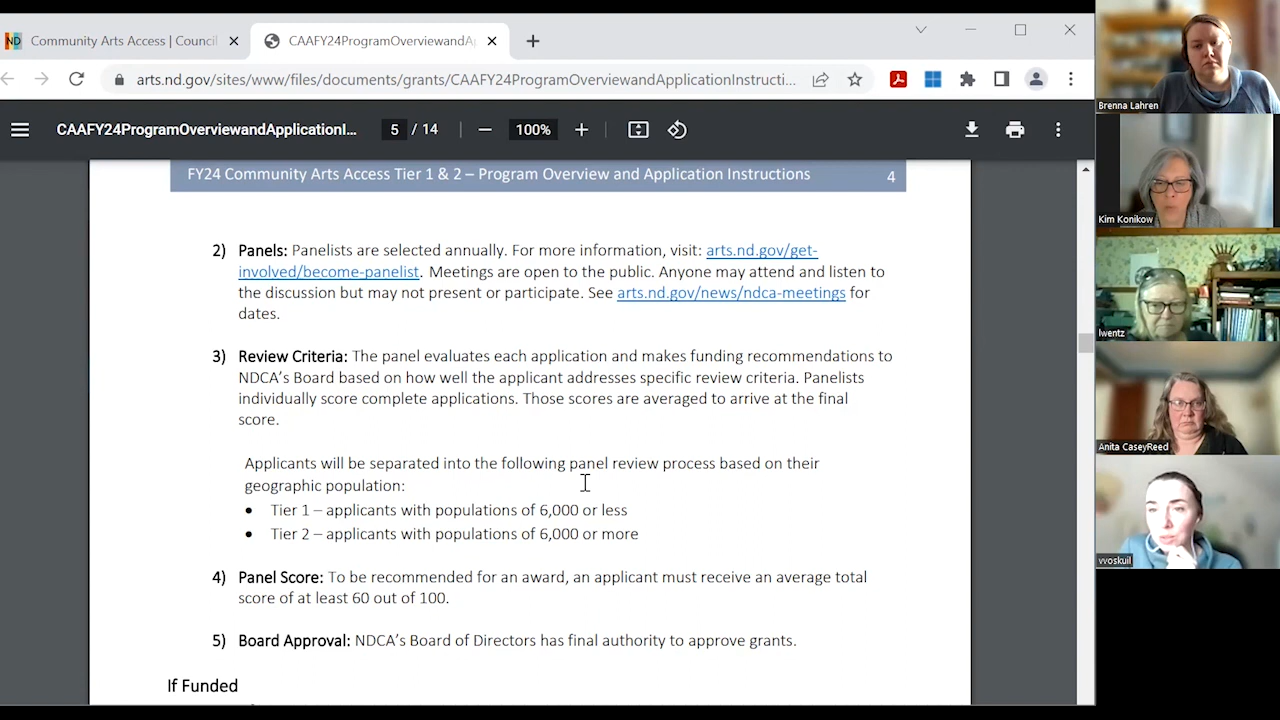 Community Arts Access | Council
CAAFY24ProgramOverviewandA
arts.nd.gov/sites/www/files/documents/grants/CAAFY24ProgramOverviewandApplicationInstructi...
CAAFY24ProgramOverviewandApplicationI...
5 / 14
100%
FY24 Community Arts Access Tier 1 & 2 – Program Overview and Application Instructions 4
2) Panels: Panelists are selected annually. For more information, visit: arts.nd.gov/get-
involved/become-panelist. Meetings are open to the public. Anyone may attend and listen to
the discussion but may not present or participate. See arts.nd.gov/news/ndca-meetings for
dates.
3) Review Criteria: The panel evaluates each application and makes funding recommendations to
NDCA's Board based on how well the applicant addresses specific review criteria. Panelists
individually score complete applications. Those scores are averaged to arrive at the final
score.
Applicants will be separated into the following panel review process based on their
geographic population:
• Tier 1 – applicants with populations of 6,000 or less
• Tier 2 – applicants with populations of 6,000 or more
4) Panel Score: To be recommended for an award, an applicant must receive an average total
score of at least 60 out of 100.
5) Board Approval: NDCA's Board of Directors has final authority to approve grants.
If Funded
Brenna Lahren
Kim Konikow
lwentz
Anita CaseyReed
vvoskuil